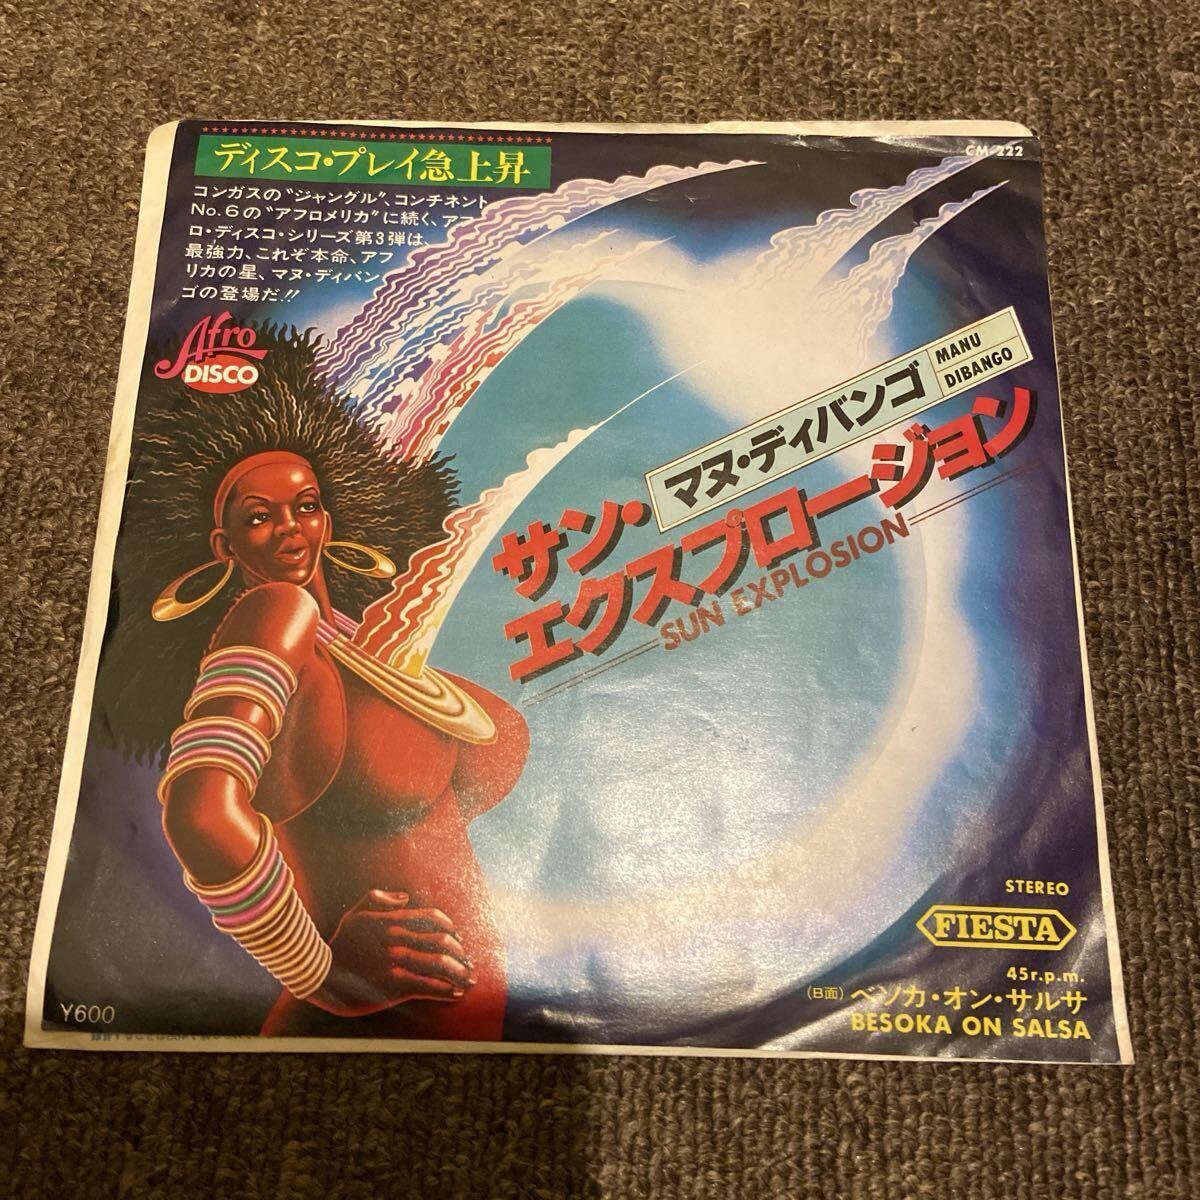 ディスコ・プレイ急上昇
CM-222
コンガスの“ジャングル”、コンチネント
No.6の“アフロメリカ”に続く、アフ
ロ・ディスコ・シリーズ第3弾は、
最強力、これぞ本命、アフ
リカの星、マヌ・ディバン
ゴの登場だ!!
Afro
DISCO
マヌ・ディバンゴ
MANU
DIBANGO
サン・
エクスプロージョン
SUN EXPLOSION
STEREO
FIESTA
45r.p.m.
(B面) ベソカ・オン・サルサ
BESOKA ON SALSA
¥600